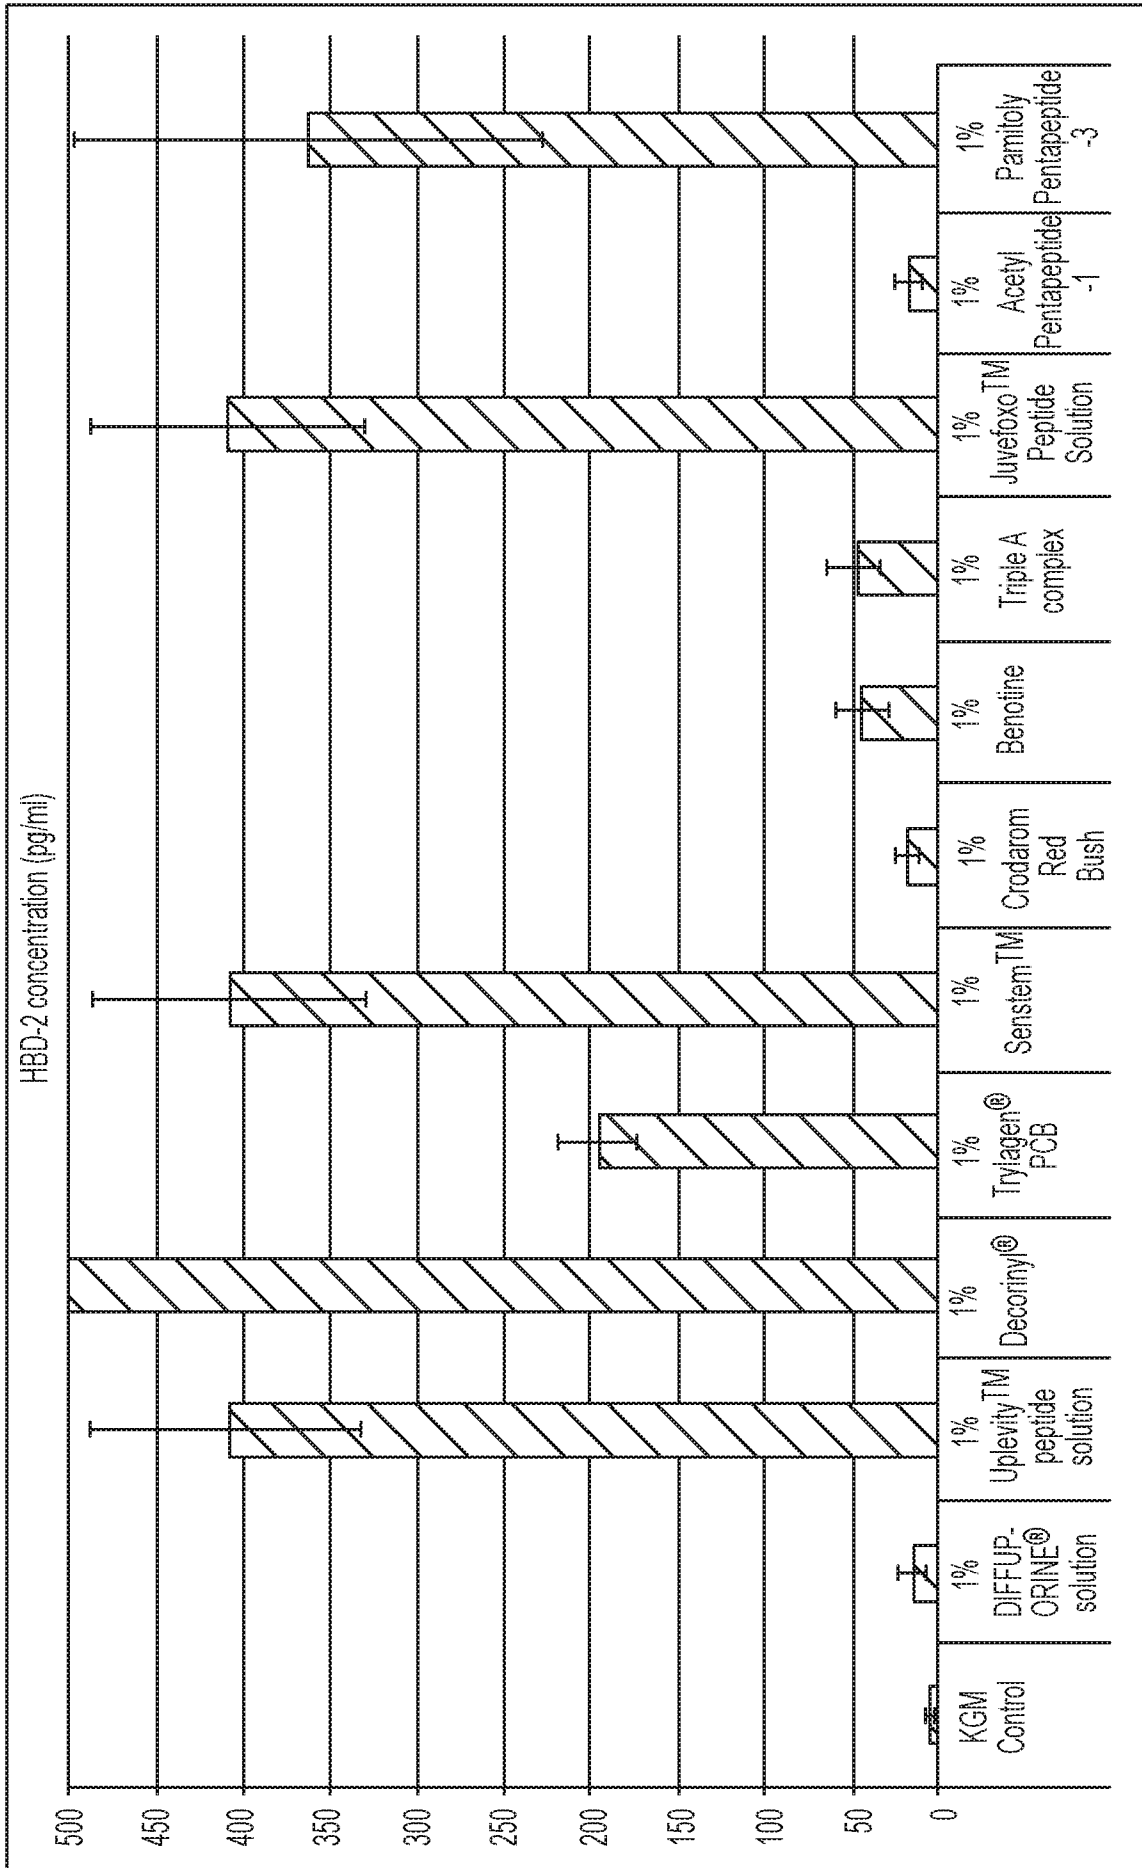 HBD-2 concentration (pg/ml)
500
450
400
350
300
250
200
150
100
50
0
KGM
Control
1%
DIFFUP-
ORINE®
solution
1%
Uplevity™
peptide
solution
1%
Decorinyl®
1%
Trylagen®
PCB
1%
Senstem™
1%
Crodarom
Red
Bush
1%
Benotine
1%
Triple A
complex
1%
Juvefoxo™
Peptide
Solution
1%
Acetyl
Pentapeptide
-1
1%
Pamitoly
Pentapeptide
-3